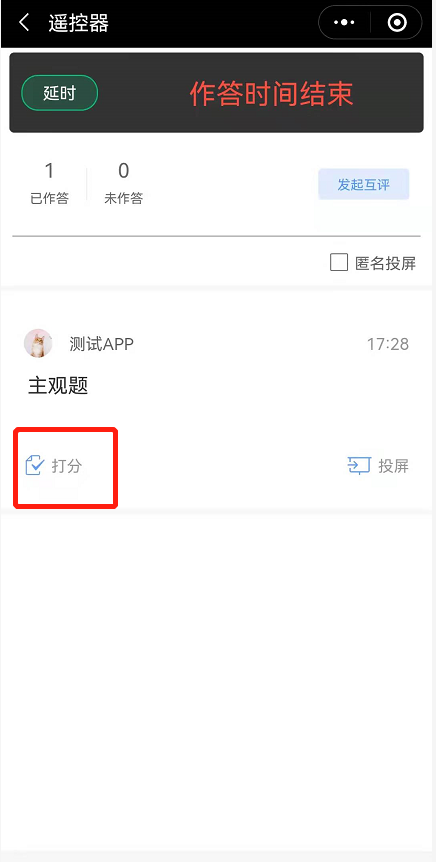 遥控器
延时
作答时间结束
1
0
已作答
未作答
发起互评
匿名投屏
测试APP
17:28
主观题
打分
投屏